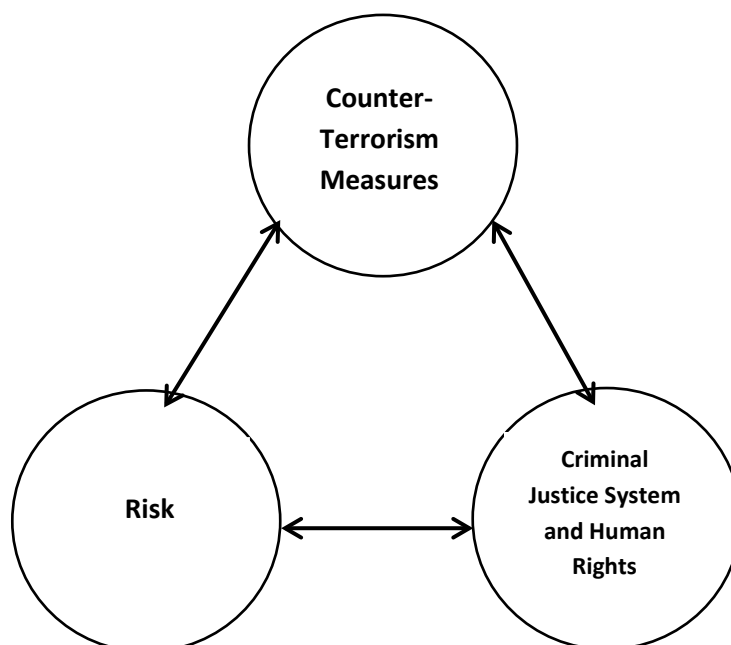 Counter-
Terrorism
Measures
Risk
Criminal
Justice System
and Human
Rights